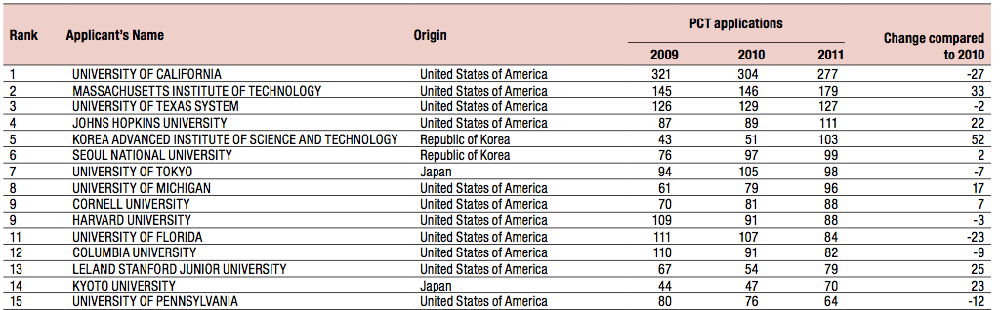 PCT applications
Rank Applicant's Name Origin Change compared
2009 2010 2011 to 2010
1 UNIVERSITY OF CALIFORNIA United States of America 321 304 277 -27
2 MASSACHUSETTS INSTITUTE OF TECHNOLOGY United States of America 145 146 179 33
3 UNIVERSITY OF TEXAS SYSTEM United States of America 126 129 127 -2
4 JOHNS HOPKINS UNIVERSITY United States of America 87 89 111 22
5 KOREA ADVANCED INSTITUTE OF SCIENCE AND TECHNOLOGY Republic of Korea 43 51 103 52
6 SEOUL NATIONAL UNIVERSITY Republic of Korea 76 97 99 2
7 UNIVERSITY OF TOKYO Japan 94 105 98 -7
8 UNIVERSITY OF MICHIGAN United States of America 61 79 96 17
9 CORNELL UNIVERSITY United States of America 70 81 88 7
9 HARVARD UNIVERSITY United States of America 109 91 88 -3
11 UNIVERSITY OF FLORIDA United States of America 111 107 84 -23
12 COLUMBIA UNIVERSITY United States of America 110 91 82 -9
13 LELAND STANFORD JUNIOR UNIVERSITY United States of America 67 54 79 25
14 KYOTO UNIVERSITY Japan 44 47 70 23
15 UNIVERSITY OF PENNSYLVANIA United States of America 80 76 64 -12